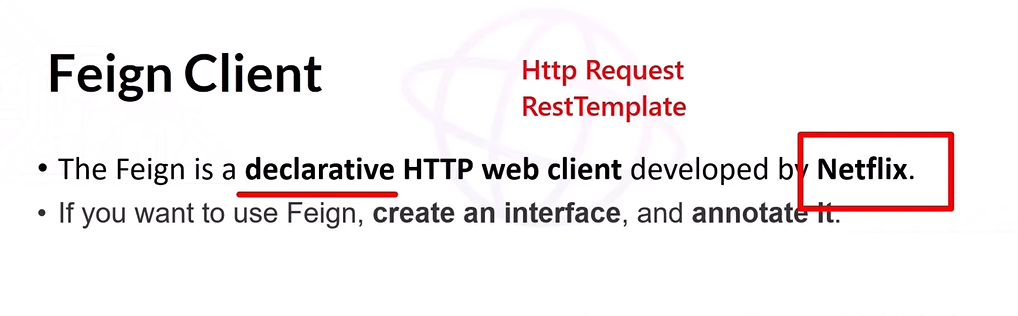 Feign Client
Http Request
RestTemplate
• The Feign is a declarative HTTP web client developed by Netflix.
• If you want to use Feign, create an interface, and annotate it.